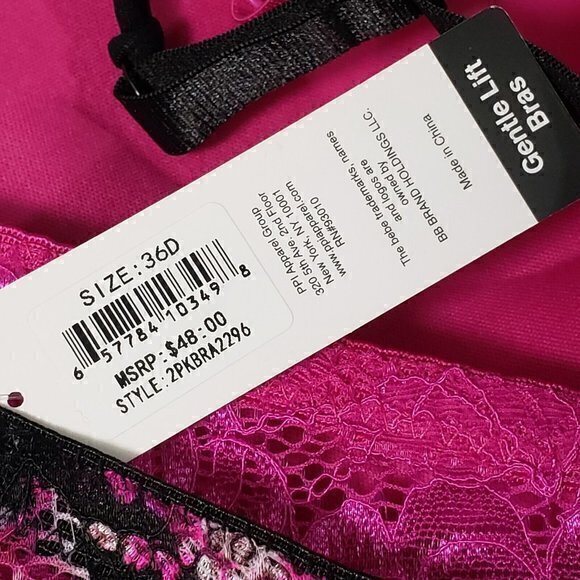 Gentle Lift
Bras
Made in China
The bebe trademarks, names
and logos are
owned by
BB BRAND HOLDINGS LLC.
PPI Apparel Group
320 5th Ave. 2nd Floor
New York, NY 10001
www.ppiapparel.com
RN#93010
SIZE:36D
6 57784 10349 8
MSRP: $48.00
STYLE: 2PKBRA2296